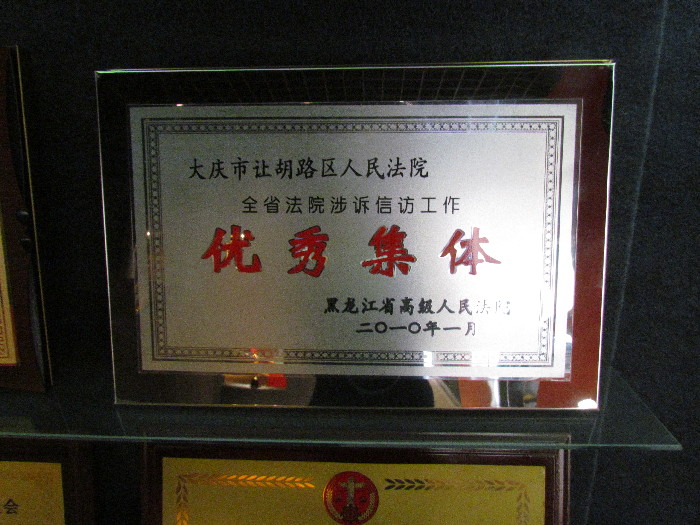 大庆市让胡路区人民法院
全省法院涉诉信访工作
优秀集体
黑龙江省高级人民法院
二〇一〇年一月
会